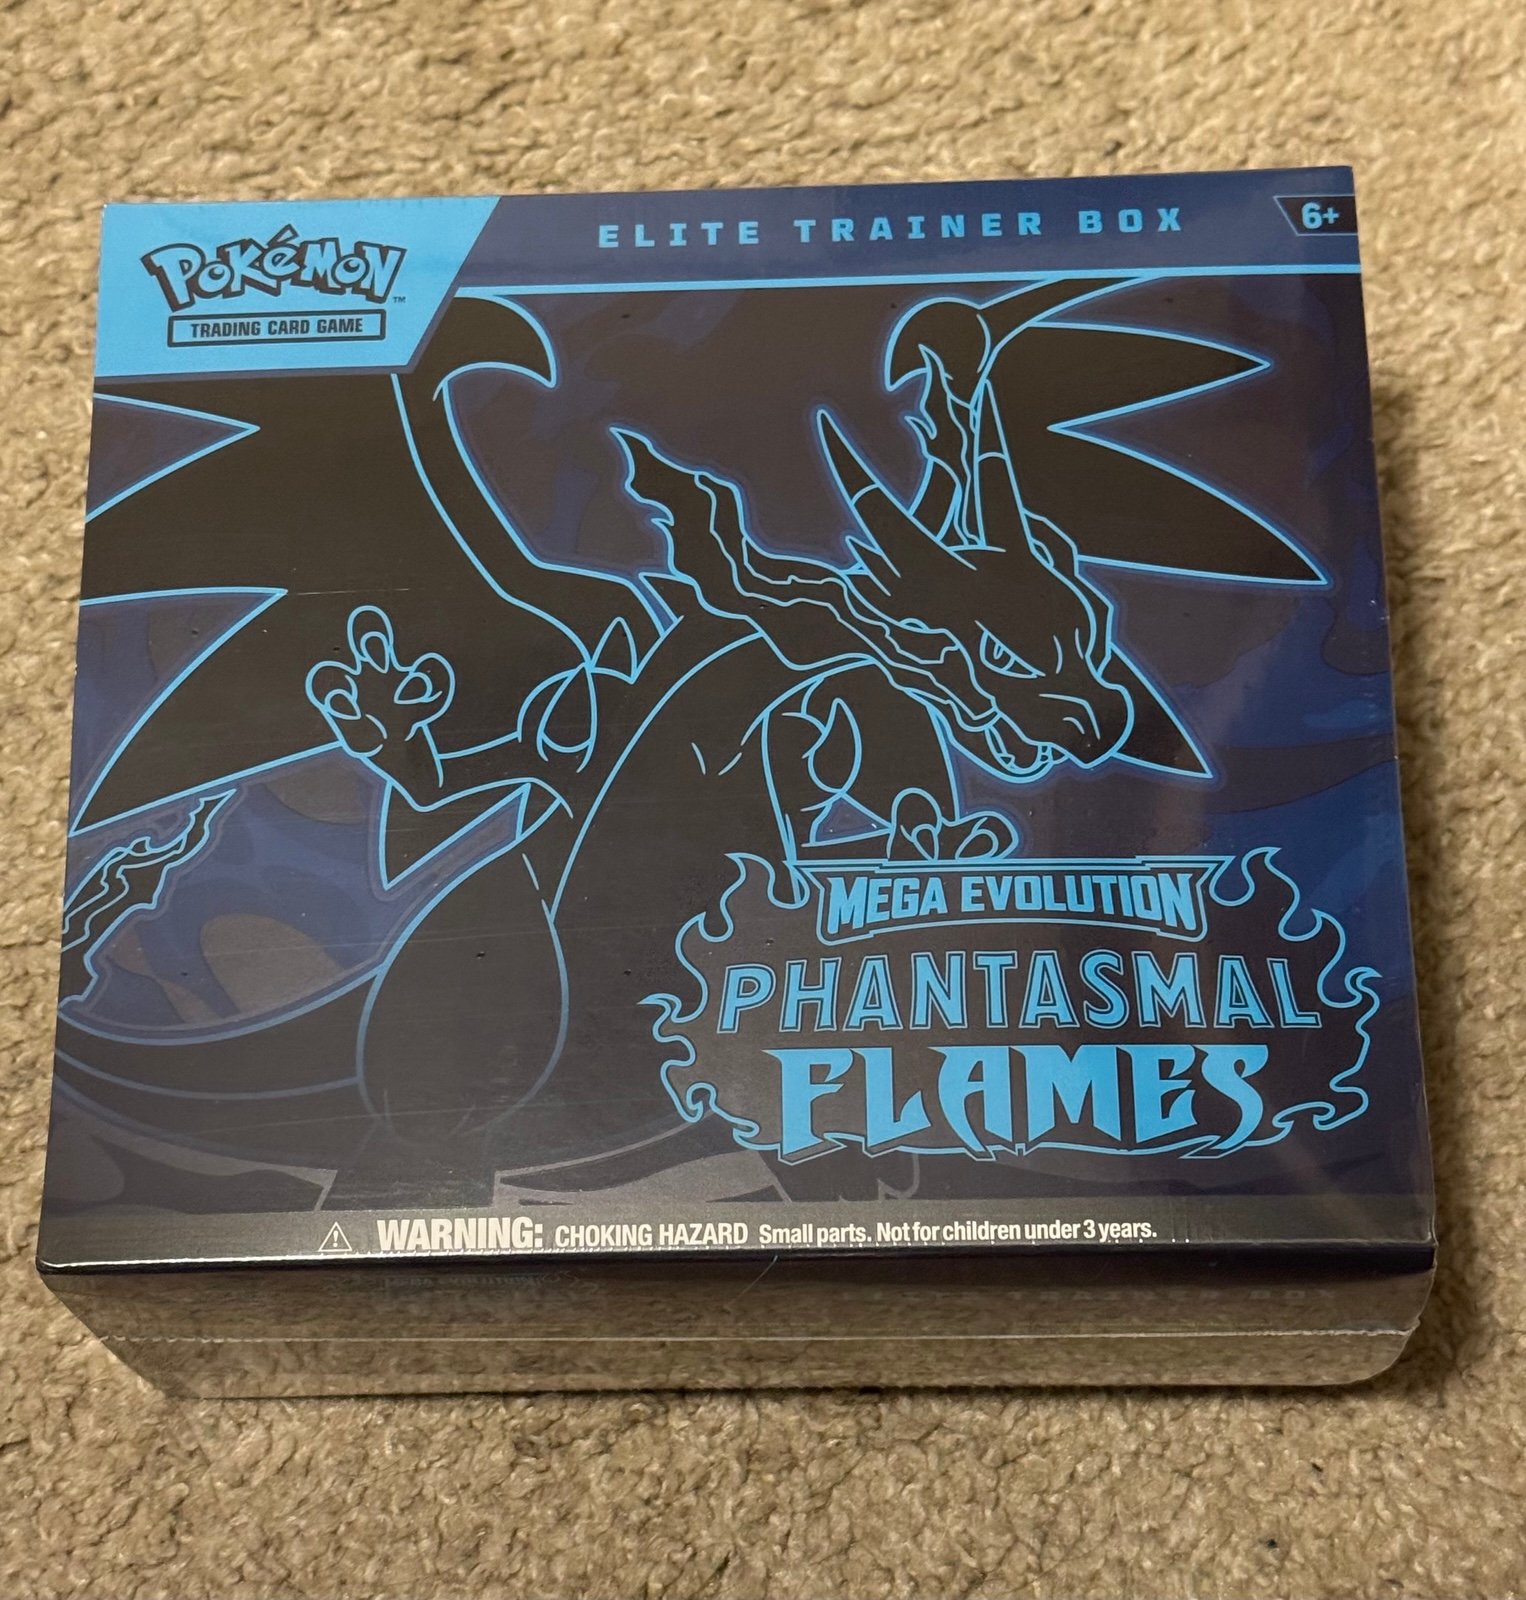 POKéMON™
TRADING CARD GAME
ELITE TRAINER BOX
6+
MEGA EVOLUTION
PHANTASMAL
FLAMES
WARNING: CHOKING HAZARD Small parts. Not for children under 3 years.